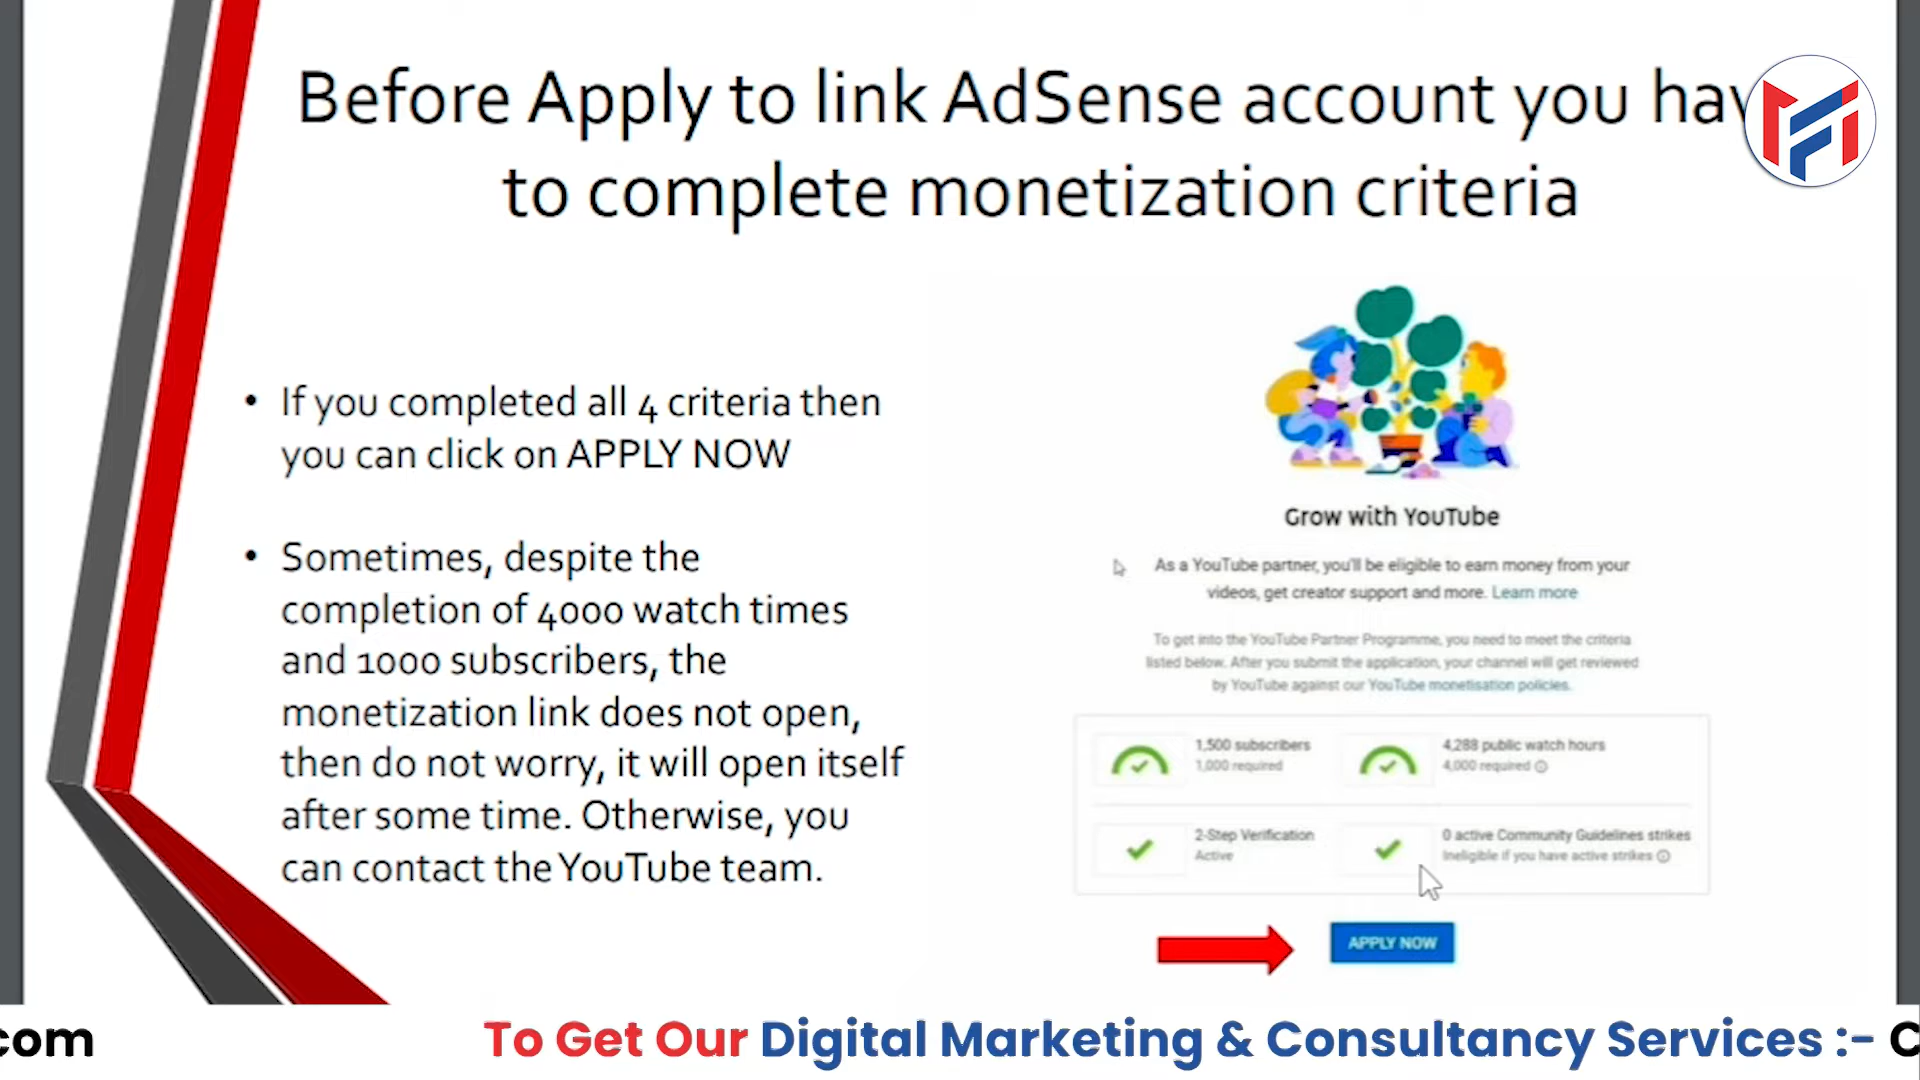 Before Apply to link AdSense account you hav
to complete monetization criteria
• If you completed all 4 criteria then
you can click on APPLY NOW
• Sometimes, despite the
completion of 4000 watch times
and 1000 subscribers, the
monetization link does not open,
then do not worry, it will open itself
after some time. Otherwise, you
can contact the YouTube team.
Grow with YouTube
As a YouTube partner, you'll be eligible to earn money from your
videos, get creator support and more. Learn more
To get into the YouTube Partner Programme, you need to meet the criteria
listed below. After you submit the application, your channel will get reviewed
by YouTube against our YouTube monetisation policies.
1,500 subscribers
1,000 required
4,288 public watch hours
4,000 required
2-Step Verification
Active
0 active Community Guidelines strikes
Ineligible if you have active strikes
APPLY NOW
com To Get Our Digital Marketing & Consultancy Services :- C